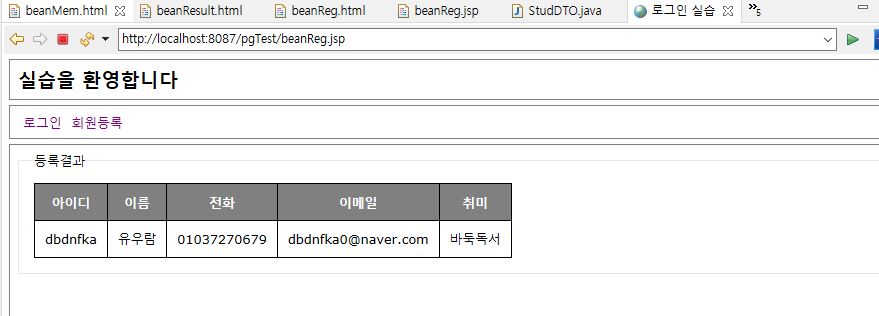 beanMem.html beanResult.html beanReg.html beanReg.jsp StudDTO.java 로그인 실습 »5
http://localhost:8087/pgTest/beanReg.jsp
실습을 환영합니다
로그인 회원등록
등록결과
아이디 이름 전화 이메일 취미
dbdnfka 유우람 01037270679 dbdnfka0@naver.com 바둑독서